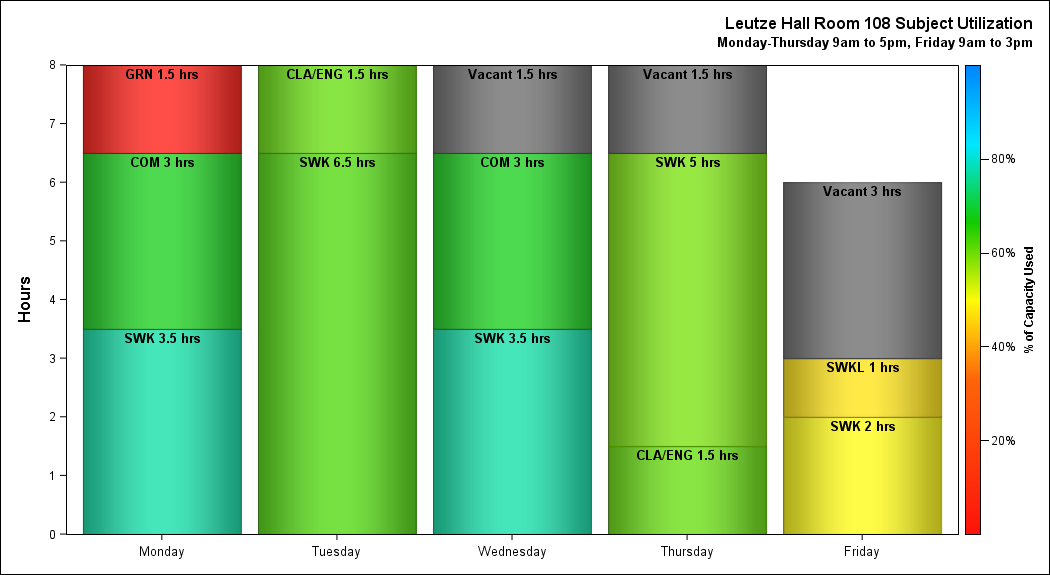 Leutze Hall Room 108 Subject Utilization
Monday-Thursday 9am to 5pm, Friday 9am to 3pm
Hours
8
7
6
5
4
3
2
1
0
GRN 1.5 hrs
COM 3 hrs
SWK 3.5 hrs
CLA/ENG 1.5 hrs
SWK 6.5 hrs
Vacant 1.5 hrs
COM 3 hrs
SWK 3.5 hrs
Vacant 1.5 hrs
SWK 5 hrs
CLA/ENG 1.5 hrs
Vacant 3 hrs
SWKL 1 hrs
SWK 2 hrs
Monday
Tuesday
Wednesday
Thursday
Friday
80%
60%
40%
20%
% of Capacity Used